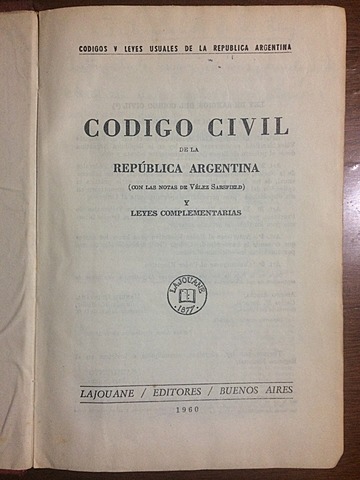 CODIGOS Y LEYES USUALES DE LA REPUBLICA ARGENTINA
CODIGO CIVIL
DE LA
REPÚBLICA ARGENTINA
(CON LAS NOTAS DE VÉLEZ SARSFIELD)
Y
LEYES COMPLEMENTARIAS
LAJOUANE
·1877·
LAJOUANE / EDITORES / BUENOS AIRES
1960